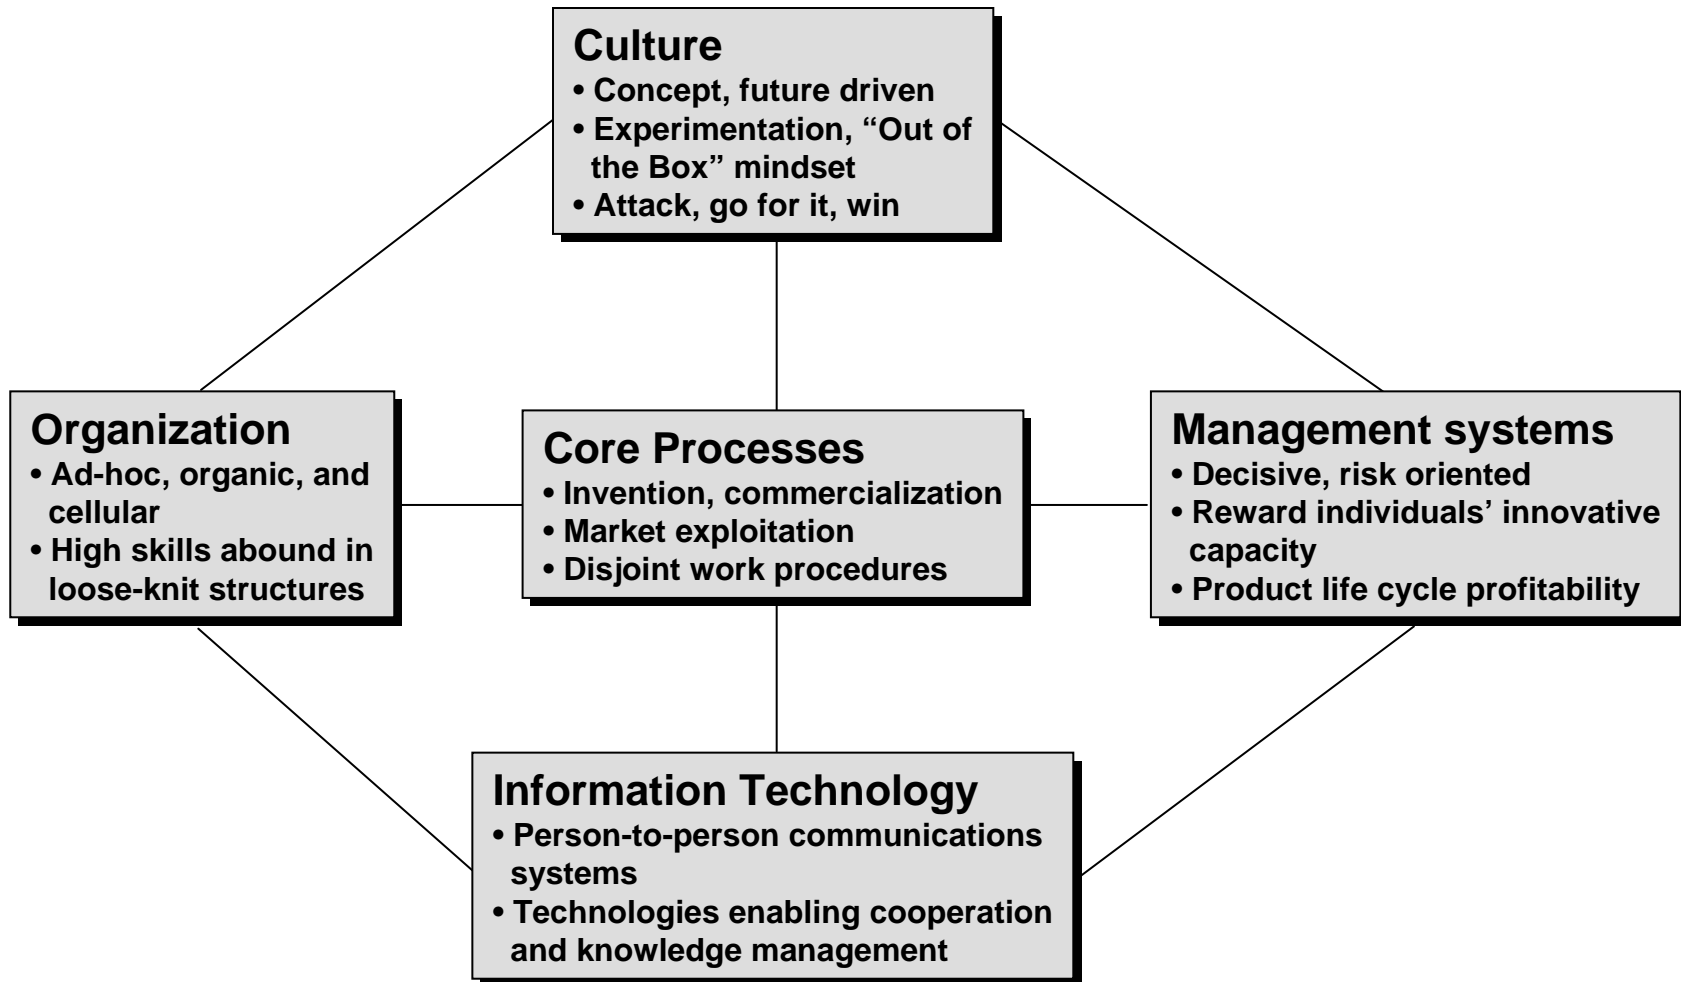 Culture
• Concept, future driven
• Experimentation, “Out of
the Box” mindset
• Attack, go for it, win
Organization
• Ad-hoc, organic, and
cellular
• High skills abound in
loose-knit structures
Core Processes
• Invention, commercialization
• Market exploitation
• Disjoint work procedures
Management systems
• Decisive, risk oriented
• Reward individuals’ innovative
capacity
• Product life cycle profitability
Information Technology
• Person-to-person communications
systems
• Technologies enabling cooperation
and knowledge management